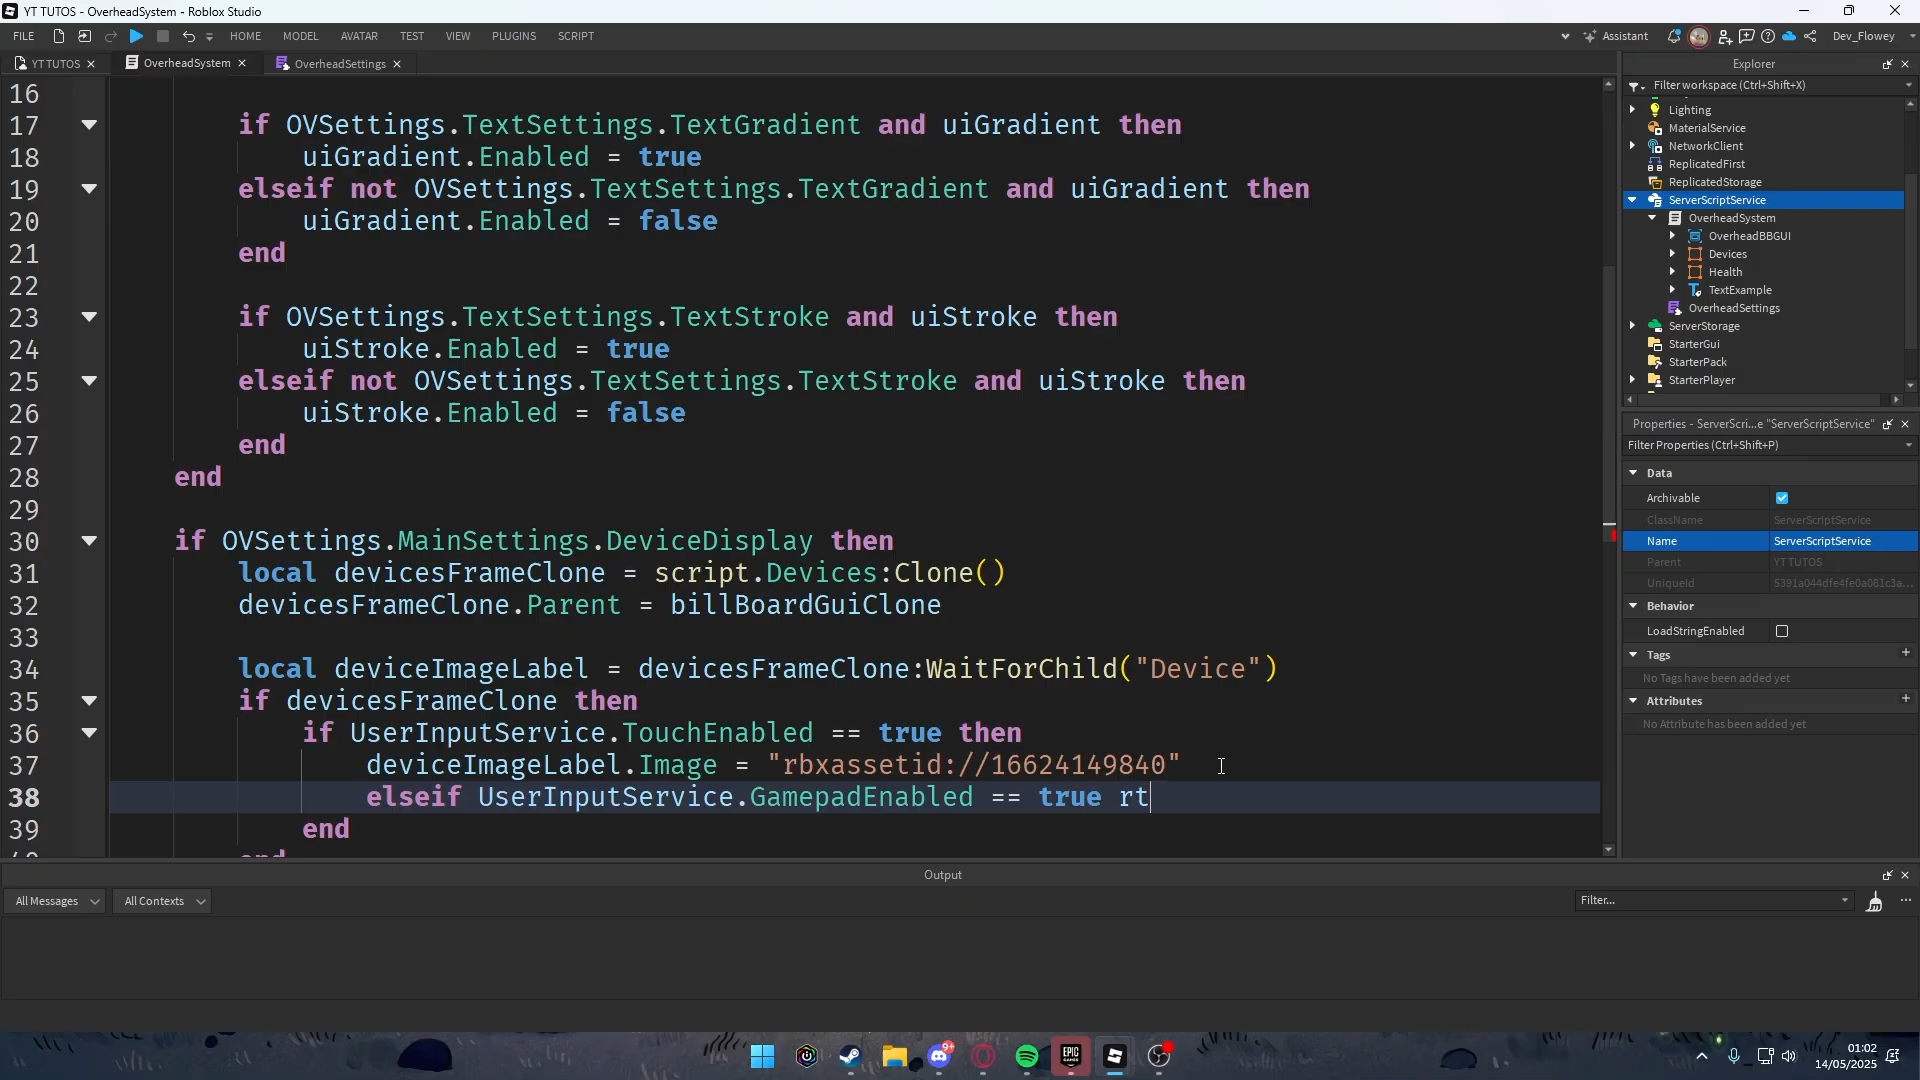 YT TUTOS - OverheadSystem - Roblox Studio
FILE
HOME
MODEL
AVATAR
TEST
VIEW
PLUGINS
SCRIPT
Assistant
Dev_Flowey
YT TUTOS
OverheadSystem
OverheadSettings
16
17 if OVSettings.TextSettings.TextGradient and uiGradient then
18 uiGradient.Enabled = true
19 elseif not OVSettings.TextSettings.TextGradient and uiGradient then
20 uiGradient.Enabled = false
21 end
22
23 if OVSettings.TextSettings.TextStroke and uiStroke then
24 uiStroke.Enabled = true
25 elseif not OVSettings.TextSettings.TextStroke and uiStroke then
26 uiStroke.Enabled = false
27 end
28 end
29
30 if OVSettings.MainSettings.DeviceDisplay then
31 local devicesFrameClone = script.Devices:Clone()
32 devicesFrameClone.Parent = billBoardGuiClone
33
34 local deviceImageLabel = devicesFrameClone:WaitForChild("Device")
35 if devicesFrameClone then
36 if UserInputService.TouchEnabled == true then
37 deviceImageLabel.Image = "rbxassetid://16624149840"
38 elseif UserInputService.GamepadEnabled == true rt
39 end
Explorer
Filter workspace (Ctrl+Shift+X)
Lighting
MaterialService
NetworkClient
ReplicatedFirst
ReplicatedStorage
ServerScriptService
OverheadSystem
OverheadBBGUI
Devices
Health
TextExample
OverheadSettings
ServerStorage
StarterGui
StarterPack
StarterPlayer
Properties - ServerScri...e "ServerScriptService"
Filter Properties (Ctrl+Shift+P)
Data
Archivable
ClassName ServerScriptService
Name ServerScriptService
Parent YT TUTOS
UniqueId 5391a044dfe4fe0a081c3a...
Behavior
LoadStringEnabled
Tags
No Tags have been added yet
Attributes
No Attribute has been added yet
Output
All Messages
All Contexts
Filter...
9+
EPIC
GAMES
01:02
14/05/2025